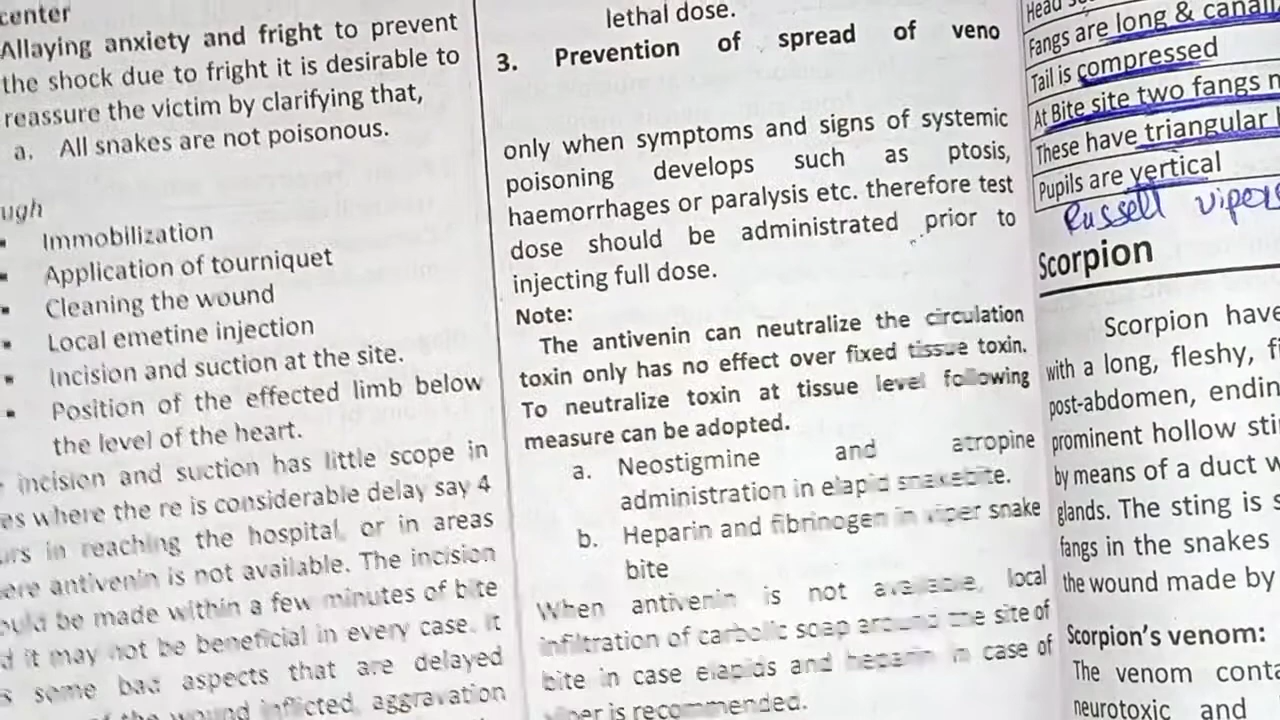 center
Allaying anxiety and fright to prevent
the shock due to fright it is desirable to
reassure the victim by clarifying that,
a. All snakes are not poisonous.
ugh
Immobilization
Application of tourniquet
Cleaning the wound
Local emetine injection
Incision and suction at the site.
Position of the effected limb below
the level of the heart.
incision and suction has little scope in
es where the re is considerable delay say 4
urs in reaching the hospital, or in areas
ere antivenin is not available. The incision
ould be made within a few minutes of bite
d it may not be beneficial in every case. It
s some bad aspects that are delayed
of the wound inflicted, aggravation
lethal dose.
3. Prevention of spread of veno
only when symptoms and signs of systemic
poisoning develops such as ptosis,
haemorrhages or paralysis etc. therefore test
dose should be administrated prior to
injecting full dose.
Note:
The antivenin can neutralize the circulation
toxin only has no effect over fixed tissue toxin.
To neutralize toxin at tissue level following
measure can be adopted.
a. Neostigmine and atropine
administration in elapid snakebite.
b. Heparin and fibrinogen in viper snake
bite
When antivenin is not available, local
infiltration of carbolic soap around the site of
bite in case elapids and heparin in case of
viper is recommended.
Head
Fangs are long & canali
Tail is compressed
At Bite site two fangs m
These have triangular h
Pupils are vertical
Russell vipers
Scorpion
Scorpion have
with a long, fleshy, fi
post-abdomen, endin
prominent hollow sti
by means of a duct w
glands. The sting is s
fangs in the snakes
the wound made by
Scorpion's venom:
The venom conta
neurotoxic and